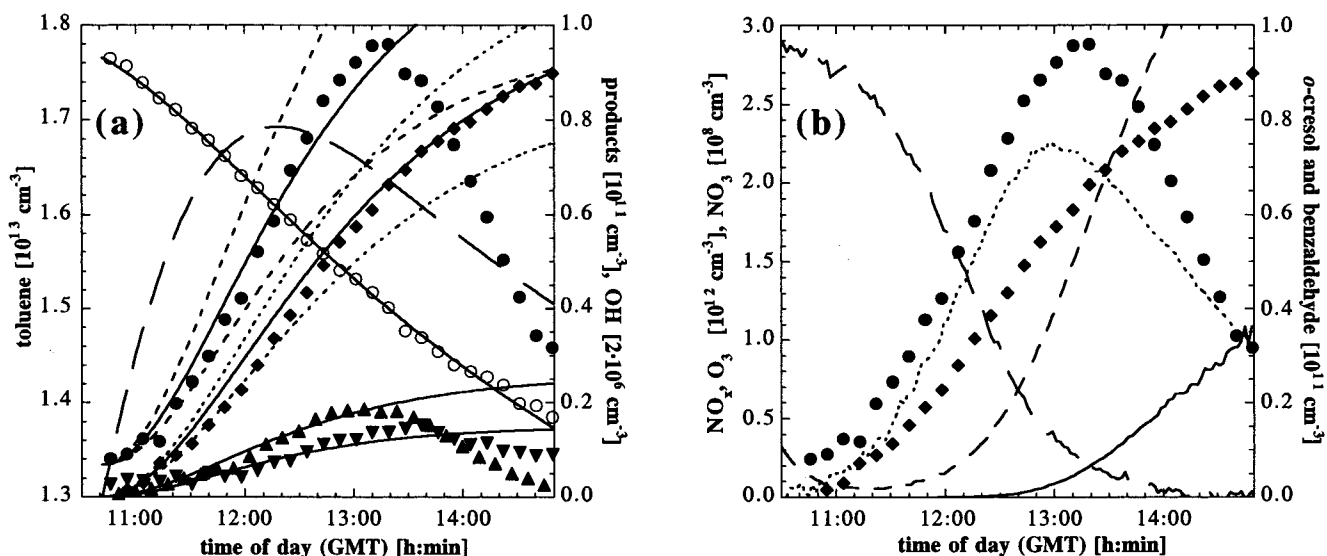 1.8
1.7
1.6
1.5
1.4
1.3
toluene [10¹³ cm⁻³]
(a)
1.0
0.8
0.6
0.4
0.2
0.0
products [10¹¹ cm⁻³], OH [2·10⁶ cm⁻³]
11:00 12:00 13:00 14:00
time of day (GMT) [h:min]
3.0
2.5
2.0
1.5
1.0
0.5
0.0
NOₓ, O₃ [10¹² cm⁻³], NO₃ [10⁸ cm⁻³]
(b)
1.0
0.8
0.6
0.4
0.2
0.0
o-cresol and benzaldehyde [10¹¹ cm⁻³]
11:00 12:00 13:00 14:00
time of day (GMT) [h:min]